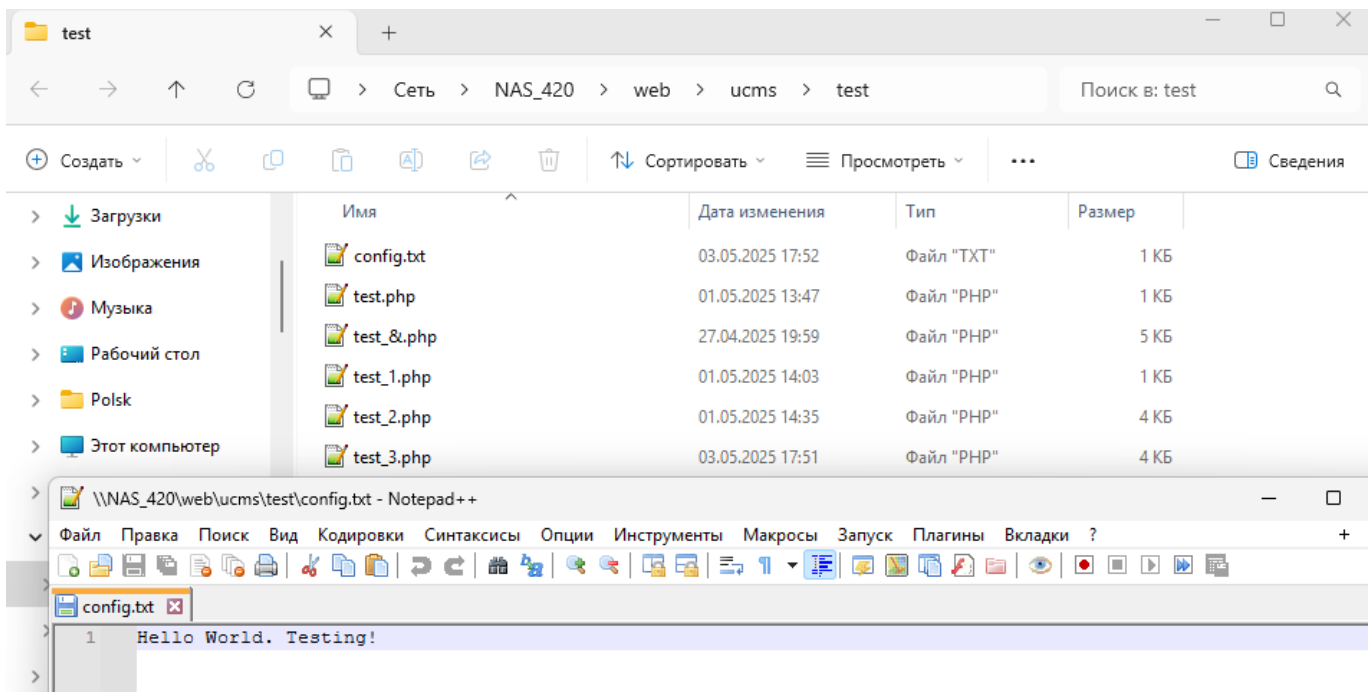 test
Сеть > NAS_420 > web > ucms > test
Поиск в: test
Создать
Сортировать
Просмотреть
...
Сведения
Имя Дата изменения Тип Размер
Загрузки
Изображения
Музыка
Рабочий стол
Polsk
Этот компьютер
config.txt 03.05.2025 17:52 Файл "TXT" 1 КБ
test.php 01.05.2025 13:47 Файл "PHP" 1 КБ
test_&.php 27.04.2025 19:59 Файл "PHP" 5 КБ
test_1.php 01.05.2025 14:03 Файл "PHP" 1 КБ
test_2.php 01.05.2025 14:35 Файл "PHP" 4 КБ
test_3.php 03.05.2025 17:51 Файл "PHP" 4 КБ
\\NAS_420\web\ucms\test\config.txt - Notepad++
Файл Правка Поиск Вид Кодировки Синтаксисы Опции Инструменты Макросы Запуск Плагины Вкладки ?
config.txt
1 Hello World. Testing!